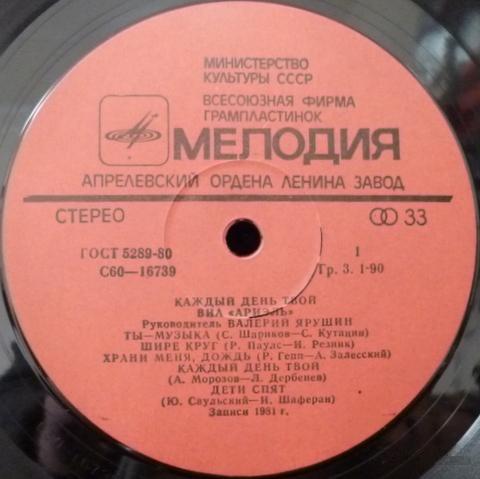 МИНИСТЕРСТВО
КУЛЬТУРЫ СССР
ВСЕСОЮЗНАЯ ФИРМА
ГРАМПЛАСТИНОК
МЕЛОДИЯ
АПРЕЛЕВСКИЙ ОРДЕНА ЛЕНИНА ЗАВОД
СТЕРЕО 33
ГОСТ 5289-80 1
С60—16739 Гр. 3. 1-90
КАЖДЫЙ ДЕНЬ ТВОЙ
ВИА «АРИЭЛЬ»
Руководитель ВАЛЕРИЙ ЯРУШИН
ТЫ—МУЗЫКА (С. Шариков—С. Кутанин)
ШИРЕ КРУГ (Р. Паулс—И. Резник)
ХРАНИ МЕНЯ, ДОЖДЬ (Р. Гепп—А. Залесский)
КАЖДЫЙ ДЕНЬ ТВОЙ
(А. Морозов—Л. Дербенев)
ДЕТИ СПЯТ
(Ю. Саульский—И. Шаферан)
Записи 1981 г.